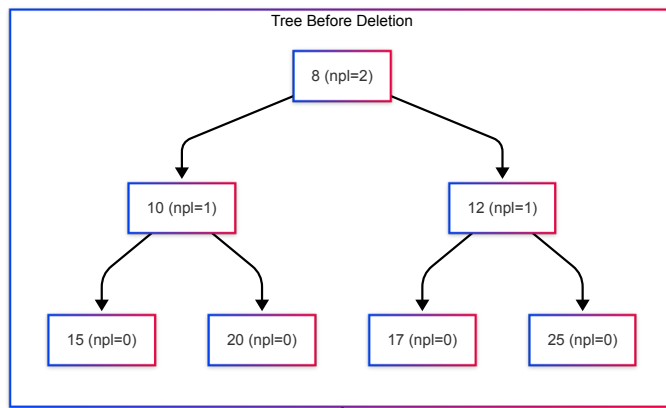 Tree Before Deletion
8 (npl=2)
10 (npl=1)
12 (npl=1)
15 (npl=0)
20 (npl=0)
17 (npl=0)
25 (npl=0)